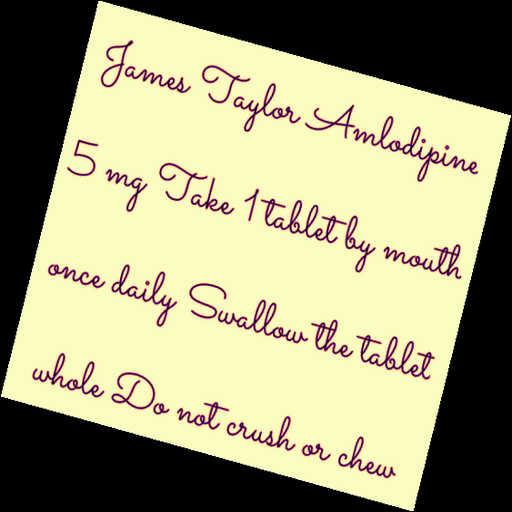 James Taylor Amlodipine
5 mg Take 1 tablet by mouth
once daily Swallow the tablet
whole Do not crush or chew